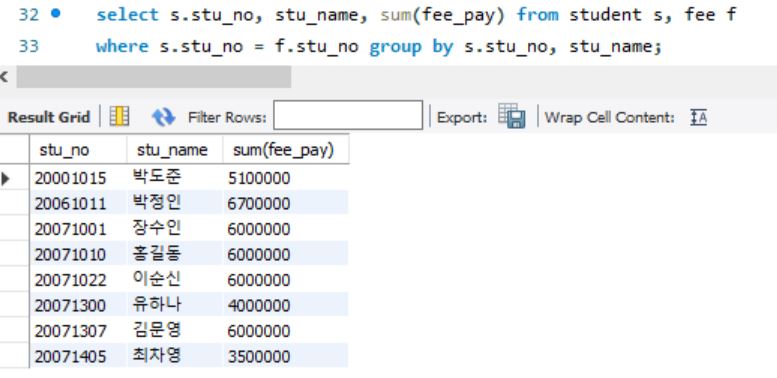 32 select s.stu_no, stu_name, sum(fee_pay) from student s, fee f
33 where s.stu_no = f.stu_no group by s.stu_no, stu_name;
Result Grid Filter Rows: Export: Wrap Cell Content: IA
stu_no stu_name sum(fee_pay)
20001015 박도준 5100000
20061011 박정인 6700000
20071001 장수인 6000000
20071010 홍길동 6000000
20071022 이순신 6000000
20071300 유하나 4000000
20071307 김문영 6000000
20071405 최차영 3500000